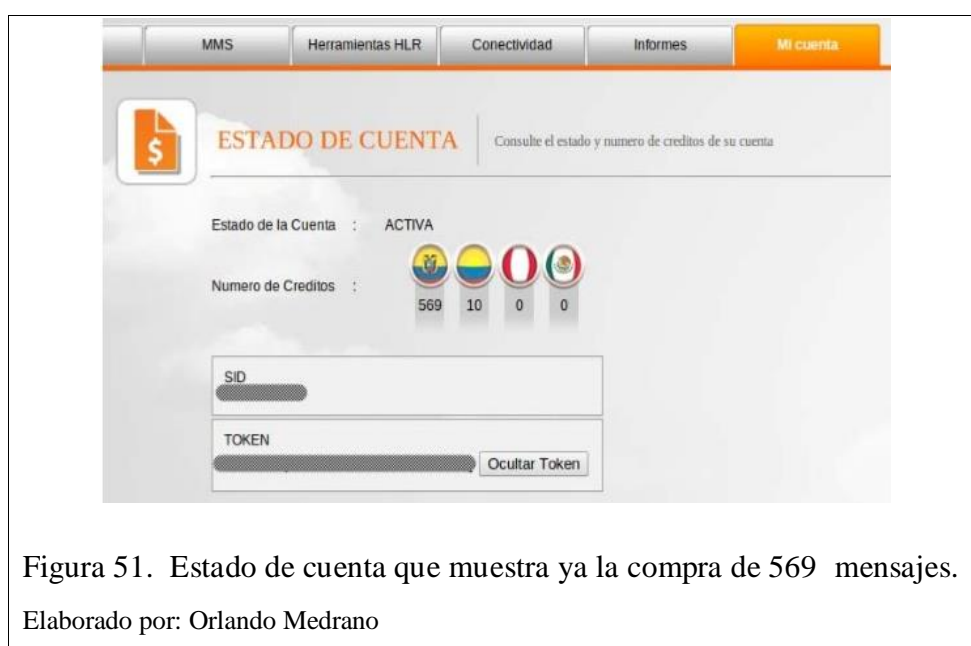 MMS Herramientas HLR Conectividad Informes Mi cuenta
ESTADO DE CUENTA Consulte el estado y numero de creditos de su cuenta
Estado de la Cuenta : ACTIVA
Numero de Creditos :
569 10 0 0
SID
TOKEN
Ocultar Token
Figura 51. Estado de cuenta que muestra ya la compra de 569 mensajes.
Elaborado por: Orlando Medrano